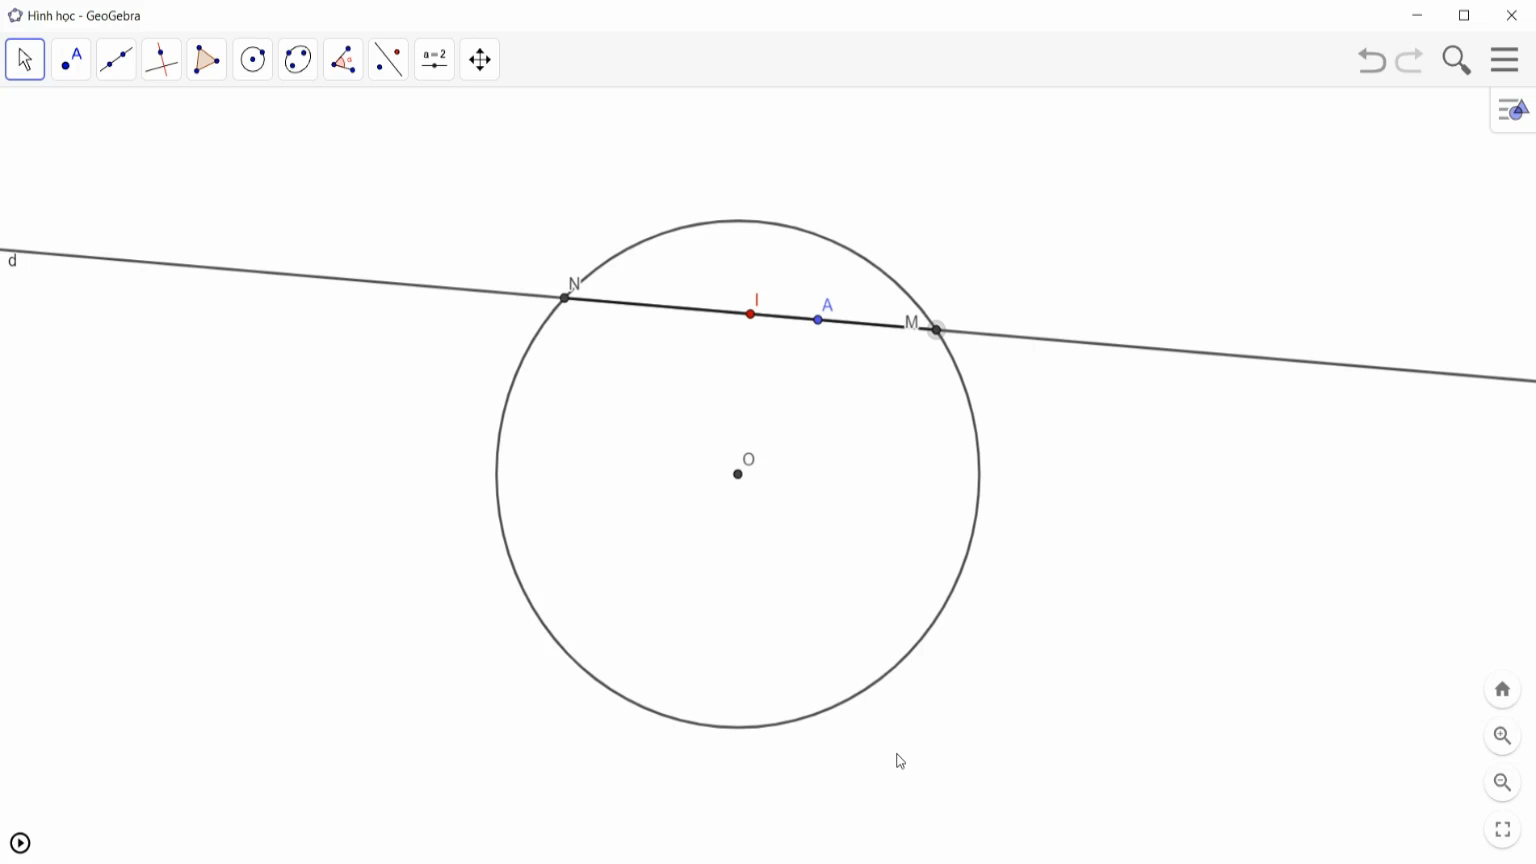 Hình học - GeoGebra
A
α
a=2
d
N
I
A
M
O